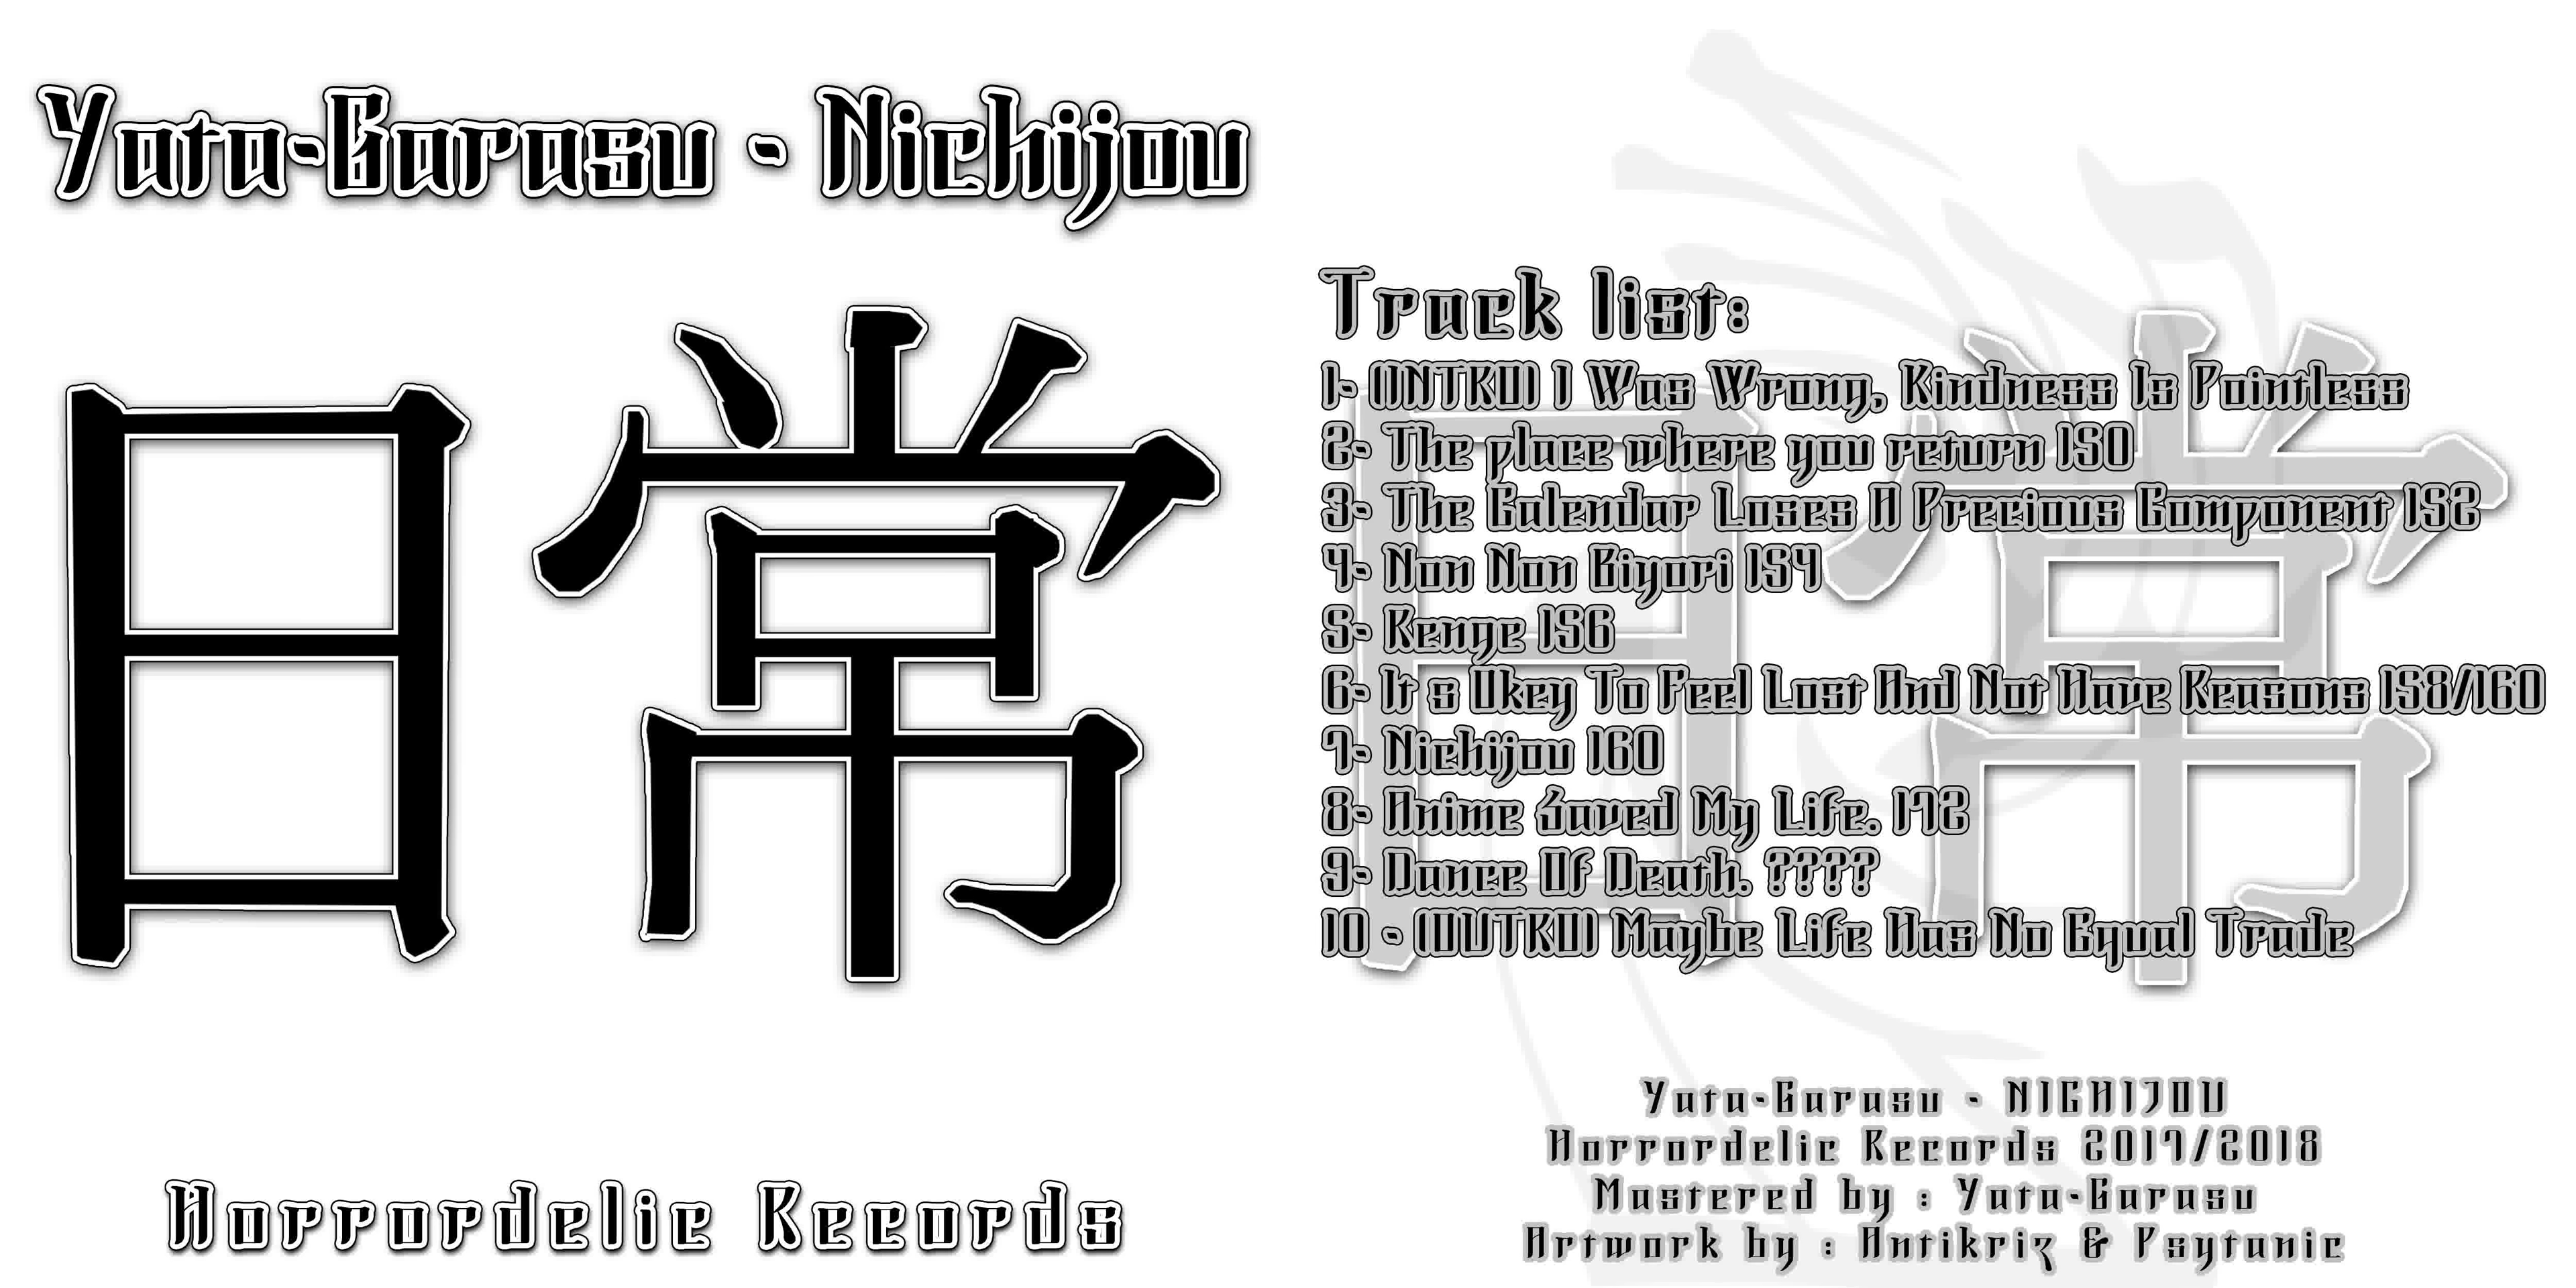 Yata-Garasu - Nichijou
日常
Horrordelic Records
Track list:
1- (INTRO) I Was Wrong, Kindness Is Pointless
2- The place where you return 150
3- The Calendar Loses A Precious Component 152
4- Non Non Biyori 154
5- Renge 156
6- It s Okey To Feel Lost And Not Have Reasons 158/160
7- Nichijou 160
8- Anime Saved My Life. 172
9- Dance Of Death. ????
10 - (OUTRO) Maybe Life Has No Equal Trade
日常
Yata-Garasu - NICHIJOU
Horrordelic Records 2017/2018
Mastered by : Yata-Garasu
Artwork by : Antikriz & Psytanic